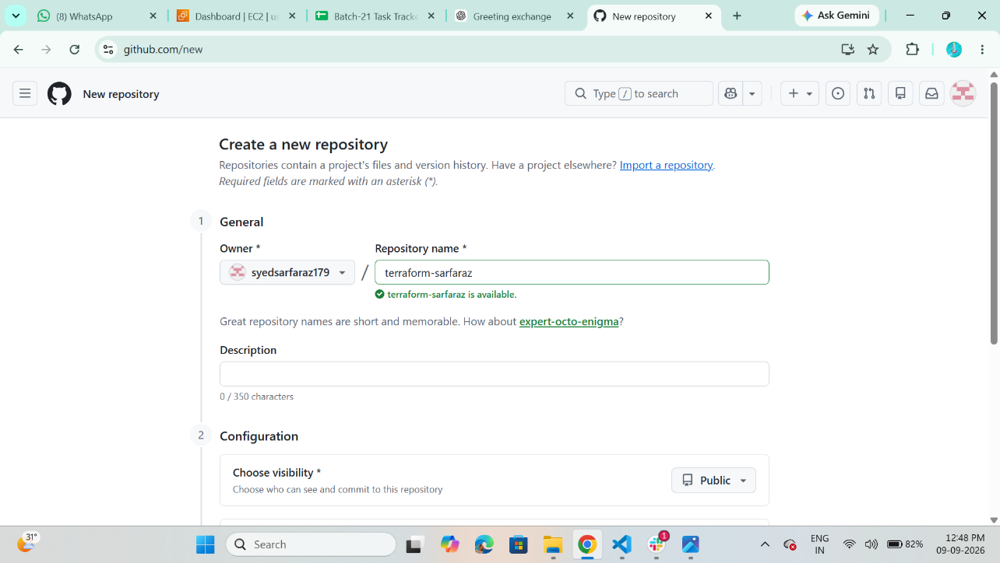 (8) WhatsApp
Dashboard | EC2 | us
Batch-21 Task Tracke
Greeting exchange
New repository
Ask Gemini
github.com/new
New repository
Type / to search
Create a new repository
Repositories contain a project's files and version history. Have a project elsewhere? Import a repository.
Required fields are marked with an asterisk (*).
1 General
Owner *
Repository name *
syedsarfaraz179 / terraform-sarfaraz
terraform-sarfaraz is available.
Great repository names are short and memorable. How about expert-octo-enigma?
Description
0 / 350 characters
2 Configuration
Choose visibility *
Choose who can see and commit to this repository
Public
31°
Search
1
ENG
IN
82%
12:48 PM
09-09-2026